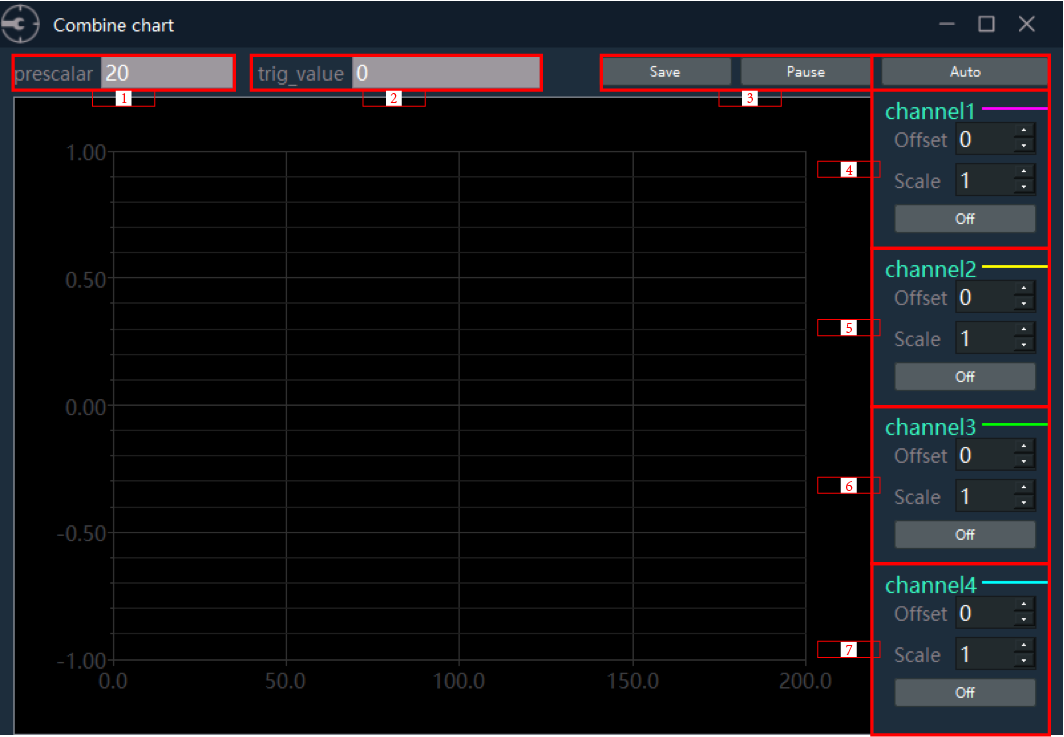 Combine chart
prescalar 20 trig_value 0 Save Pause Auto
1 2 3
channel1
Offset 0
4
Scale 1
Off
channel2
Offset 0
5
Scale 1
Off
channel3
Offset 0
6
Scale 1
Off
channel4
Offset 0
7
Scale 1
Off
1.00
0.50
0.00
-0.50
-1.00
0.0 50.0 100.0 150.0 200.0